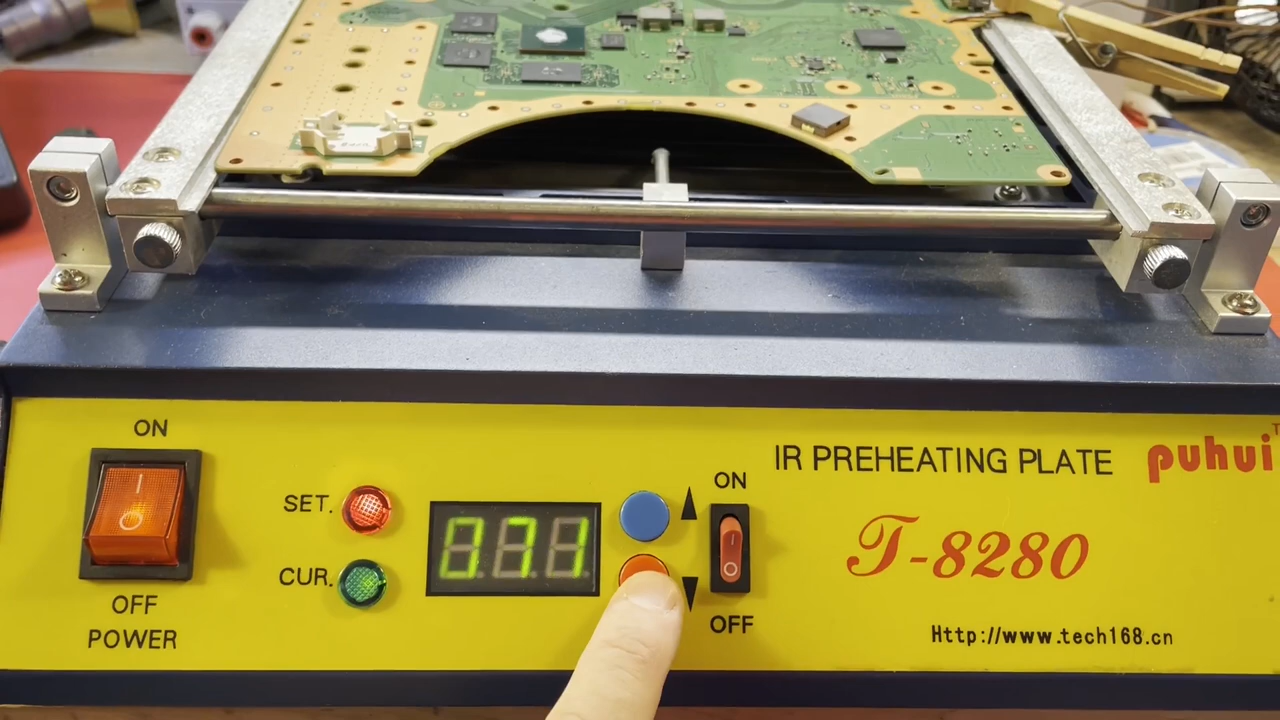 ON
OFF
POWER
SET.
CUR.
071
ON
OFF
IR PREHEATING PLATE
puhui
T-8280
Http://www.tech168.cn